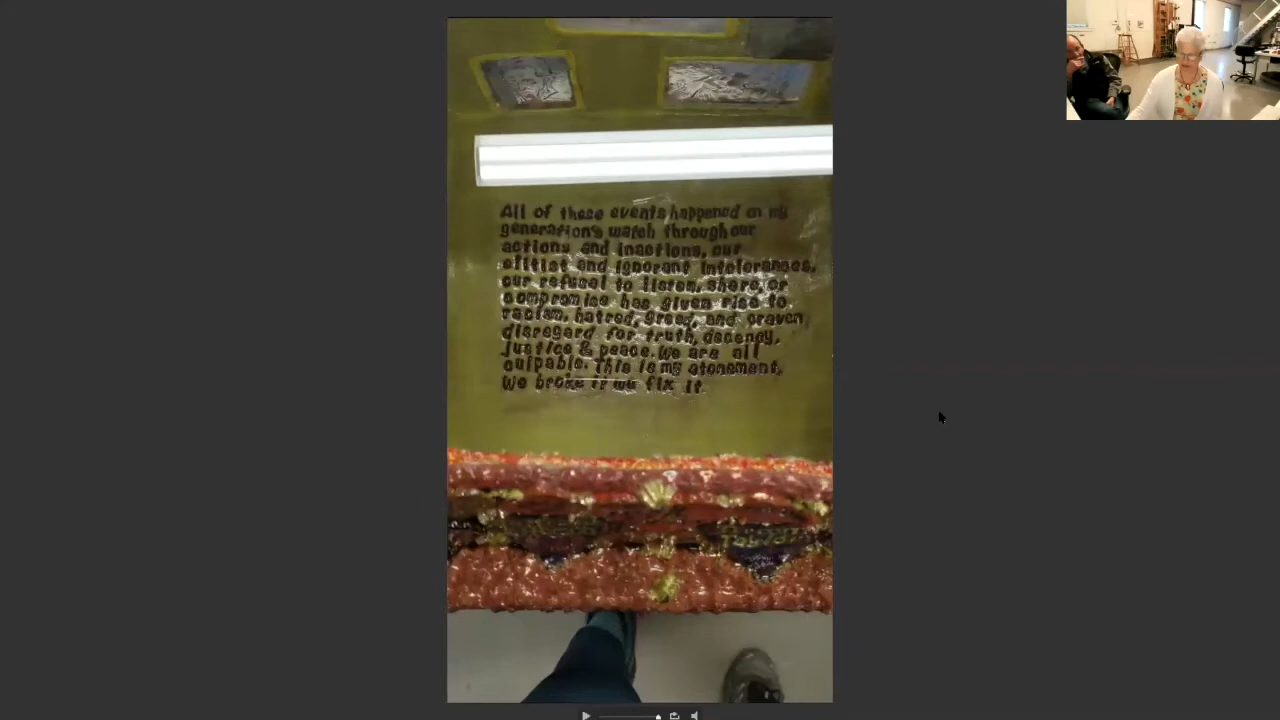 All of these events happened on my
generation's watch through our
actions and inactions, our
elitist and ignorant intolerances,
our refusal to listen, share, or
compromise has given rise to
racism, hatred, greed, and craven
disregard for truth, decency,
justice & peace. We are all
culpable. This is my atonement.
We broke it we fix it.